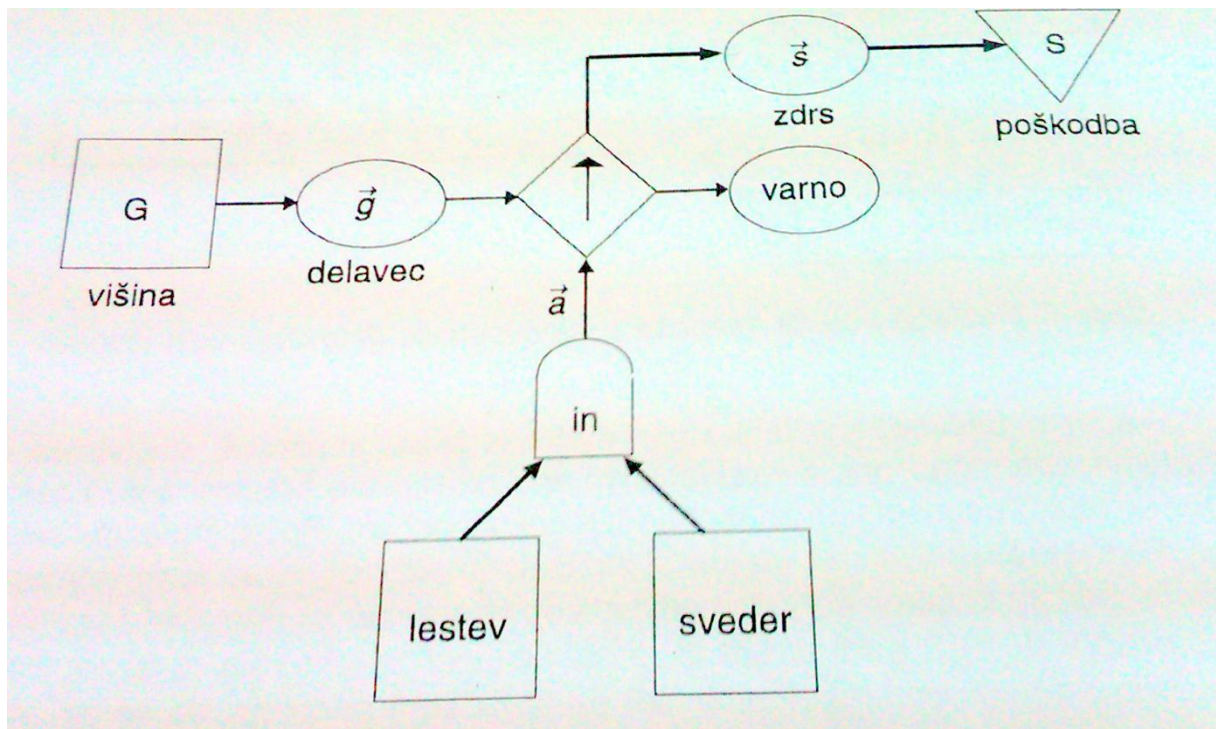 s⃗
S
zdrs
poškodba
G
g⃗
varno
višina
delavec
a⃗
in
lestev
sveder